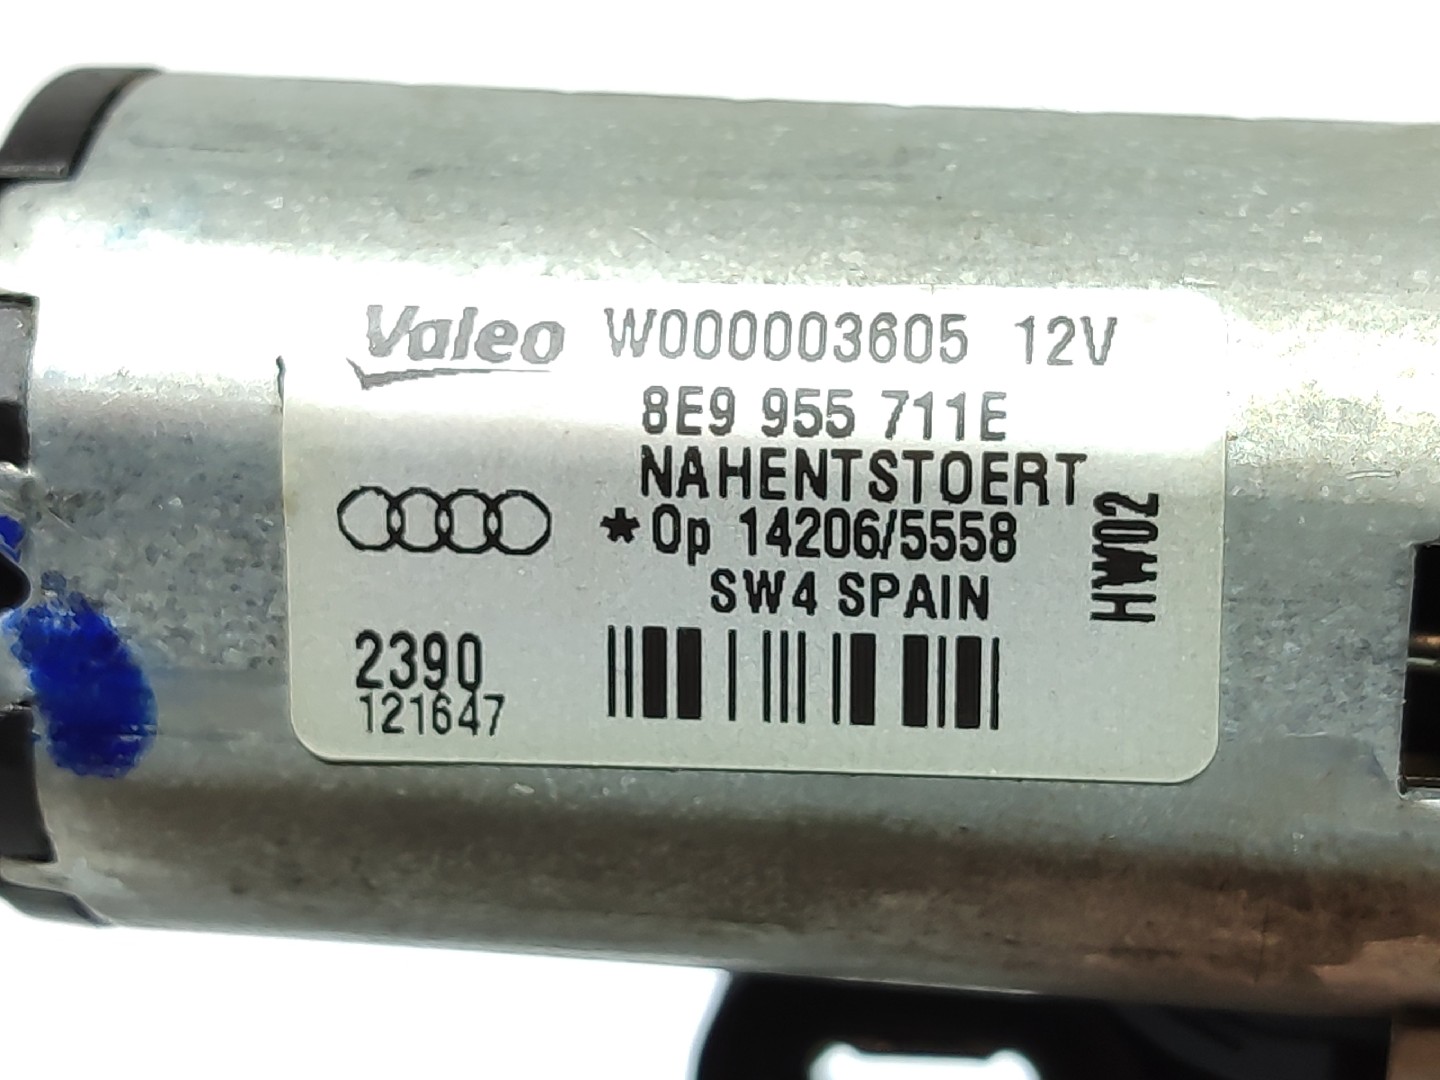 Valeo W000003605 12V
8E9 955 711E
NAHENTSTOERT
*Op 14206/5558
SW4 SPAIN
HW02
2390
121647